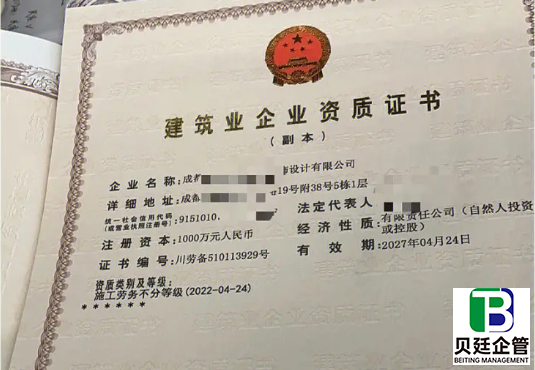 建筑业企业资质证书
(副本)
企业名称:成都 设计有限公司
详细地址:成都 19号附38号5栋1层
统一社会信用代码
(或营业执照注册号): 9151010.
法定代表人
注册资本:1000万元人民币
经济性质:有限责任公司(自然人投资
或控股)
证书编号:川劳备510113929号
有效期:2027年04月24日
资质类别及等级:
施工劳务不分等级(2022-04-24)
******
TB
贝廷企管
BEITING MANAGEMENT